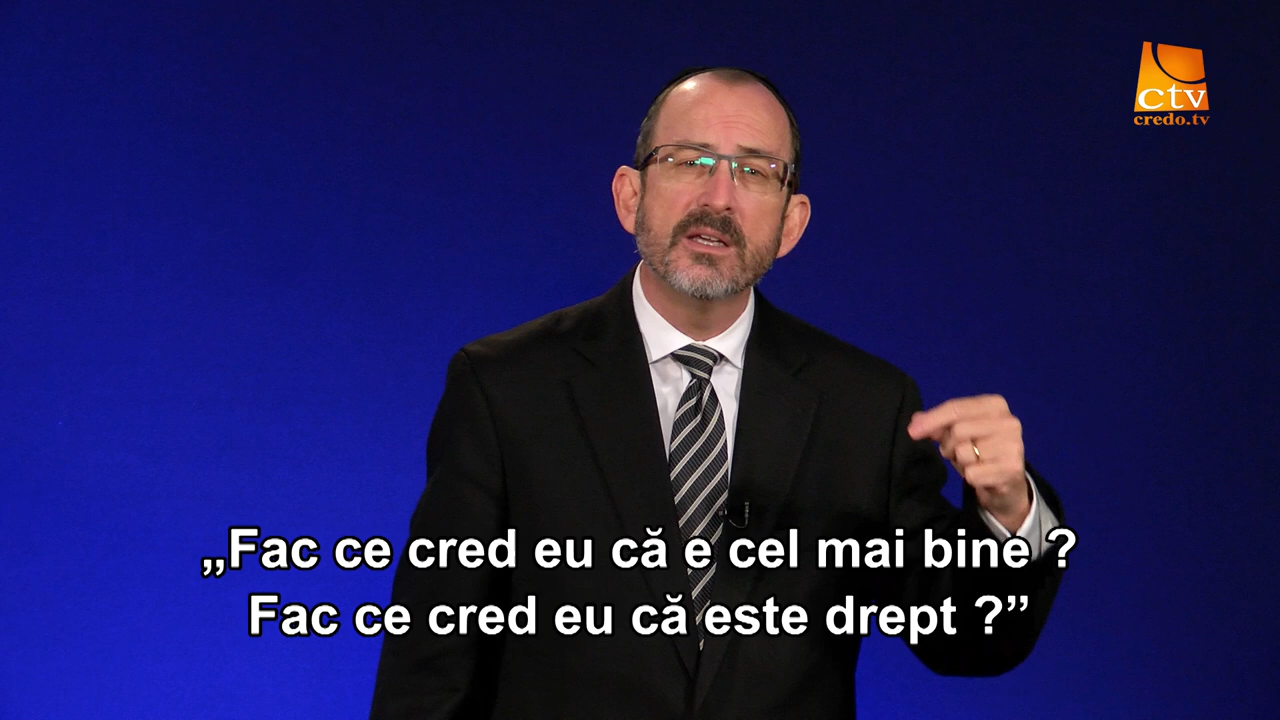 ctv
credo.tv
„Fac ce cred eu că e cel mai bine ?
Fac ce cred eu că este drept ?”